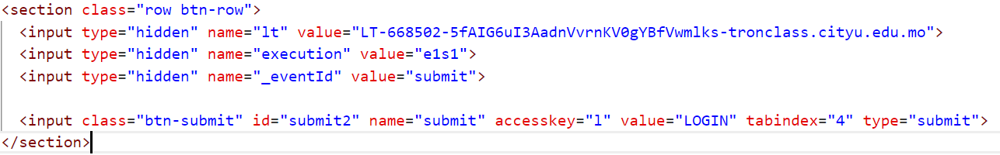 <section class="row btn-row">
<input type="hidden" name="lt" value="LT-668502-5fAIG6uI3AadnVvrnKV0gYBfVwmlks-tronclass.cityu.edu.mo">
<input type="hidden" name="execution" value="e1s1">
<input type="hidden" name="_eventId" value="submit">
<input class="btn-submit" id="submit2" name="submit" accesskey="l" value="LOGIN" tabindex="4" type="submit">
</section>